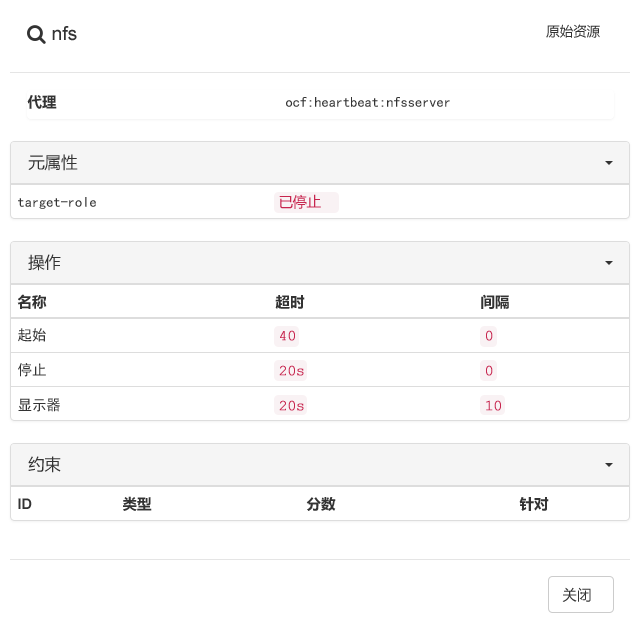 nfs 原始资源
代理 ocf:heartbeat:nfsserver
元属性
target-role 已停止
操作
名称 超时 间隔
起始 40 0
停止 20s 0
显示器 20s 10
约束
ID 类型 分数 针对
关闭